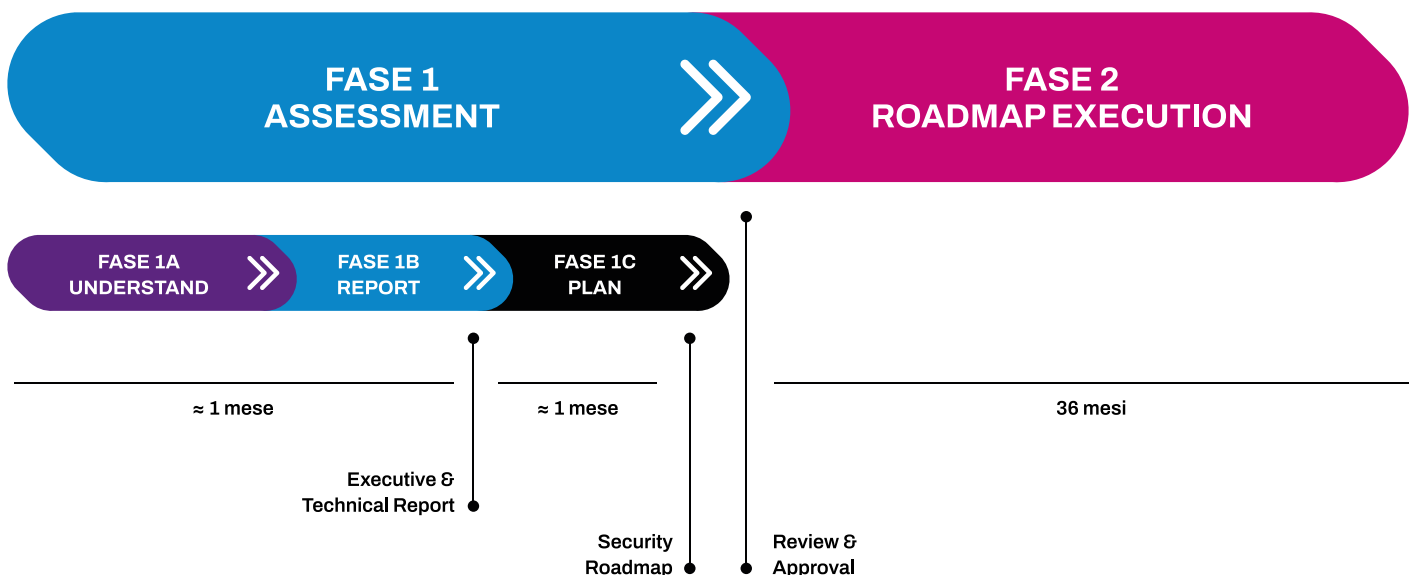 FASE 1
ASSESSMENT
FASE 2
ROADMAP EXECUTION
FASE 1A
UNDERSTAND
FASE 1B
REPORT
FASE 1C
PLAN
≈ 1 mese
≈ 1 mese
36 mesi
Executive &
Technical Report
Security
Roadmap
Review &
Approval